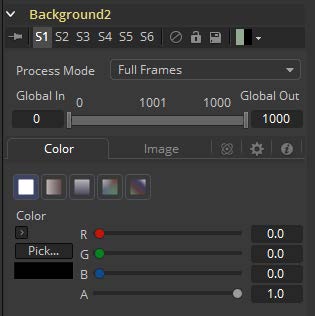 Background2
S1 S2 S3 S4 S5 S6
Process Mode Full Frames
Global In 0 1001 1000 Global Out
0 1000
Color Image
Color
R 0.0
Pick... G 0.0
B 0.0
A 1.0